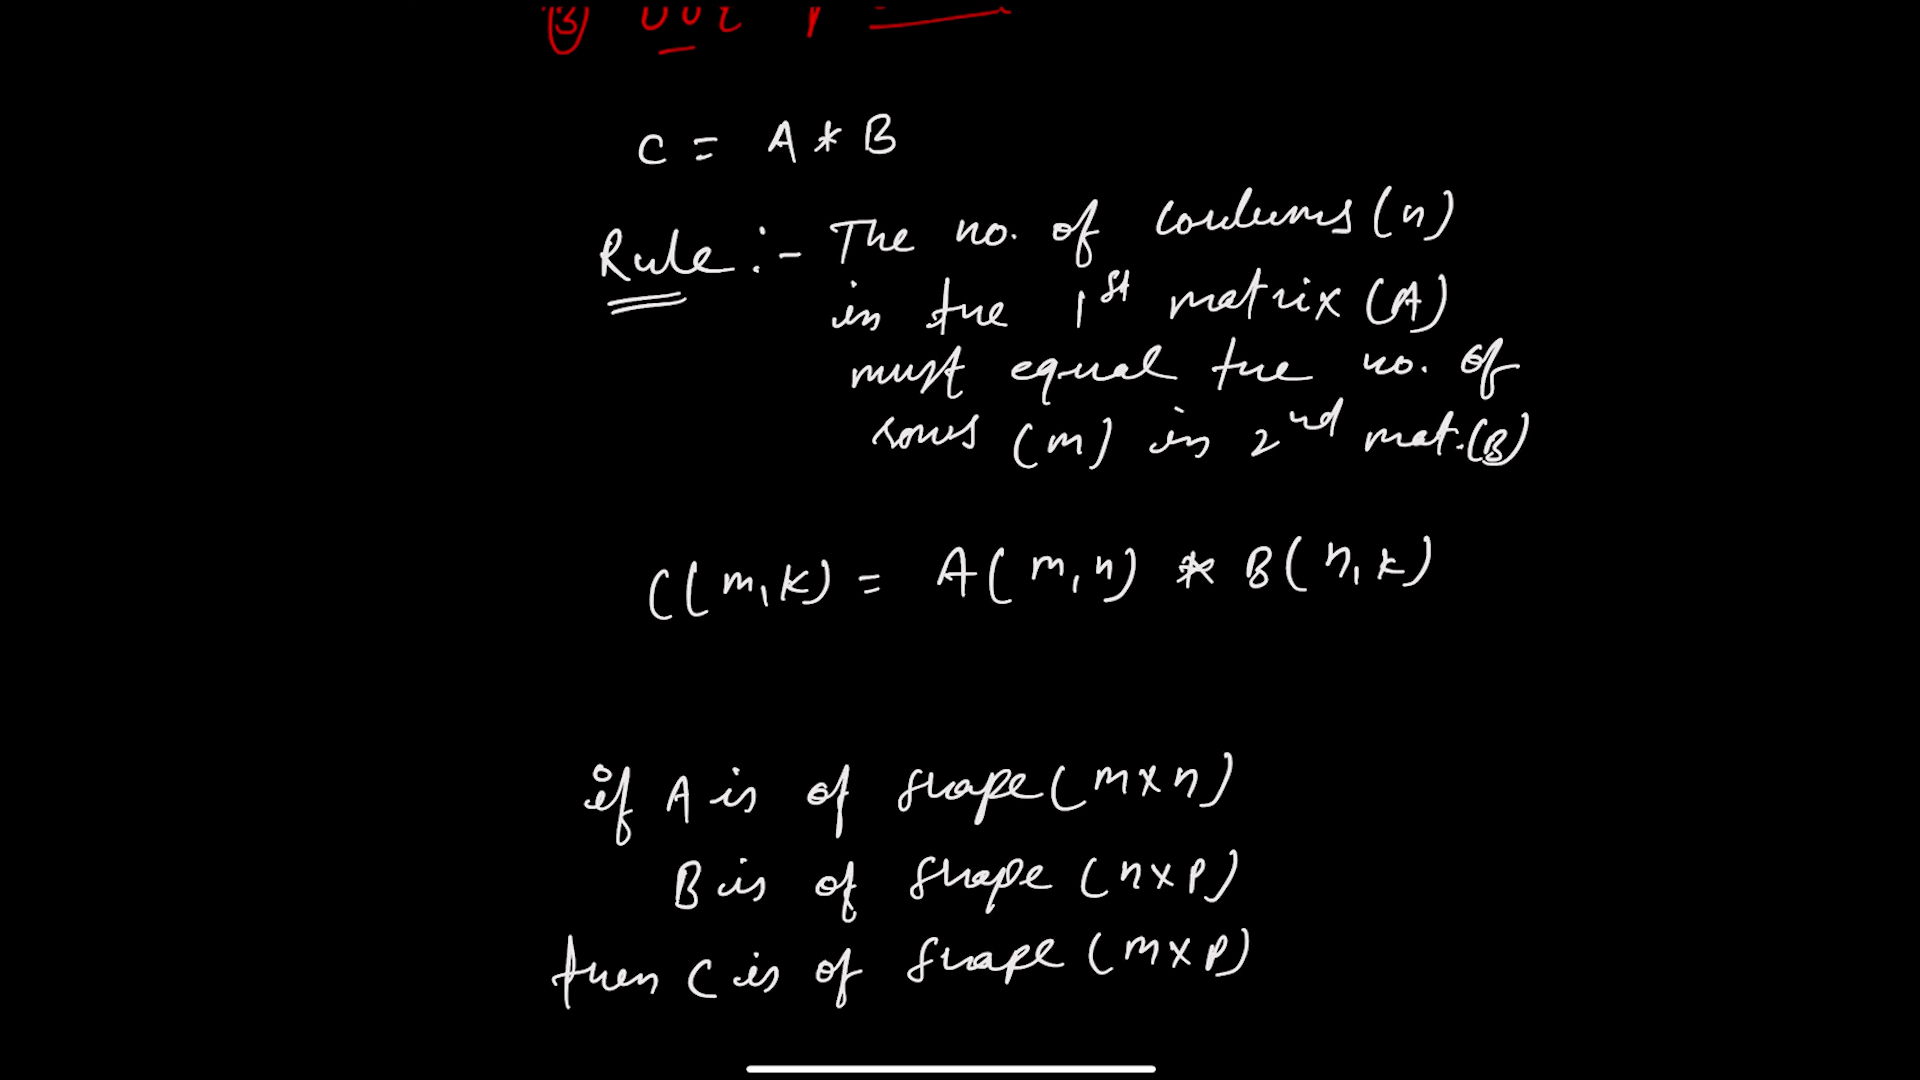 C = A * B
Rule :- The no. of coulums (n)
in the 1st matrix (A)
must equal the no. of
rows (m) in 2nd mat. (B)
C(m,k) = A(m,n) * B(n,k)
if A is of shape (m x n)
B is of shape (n x p)
then C is of shape (m x p)